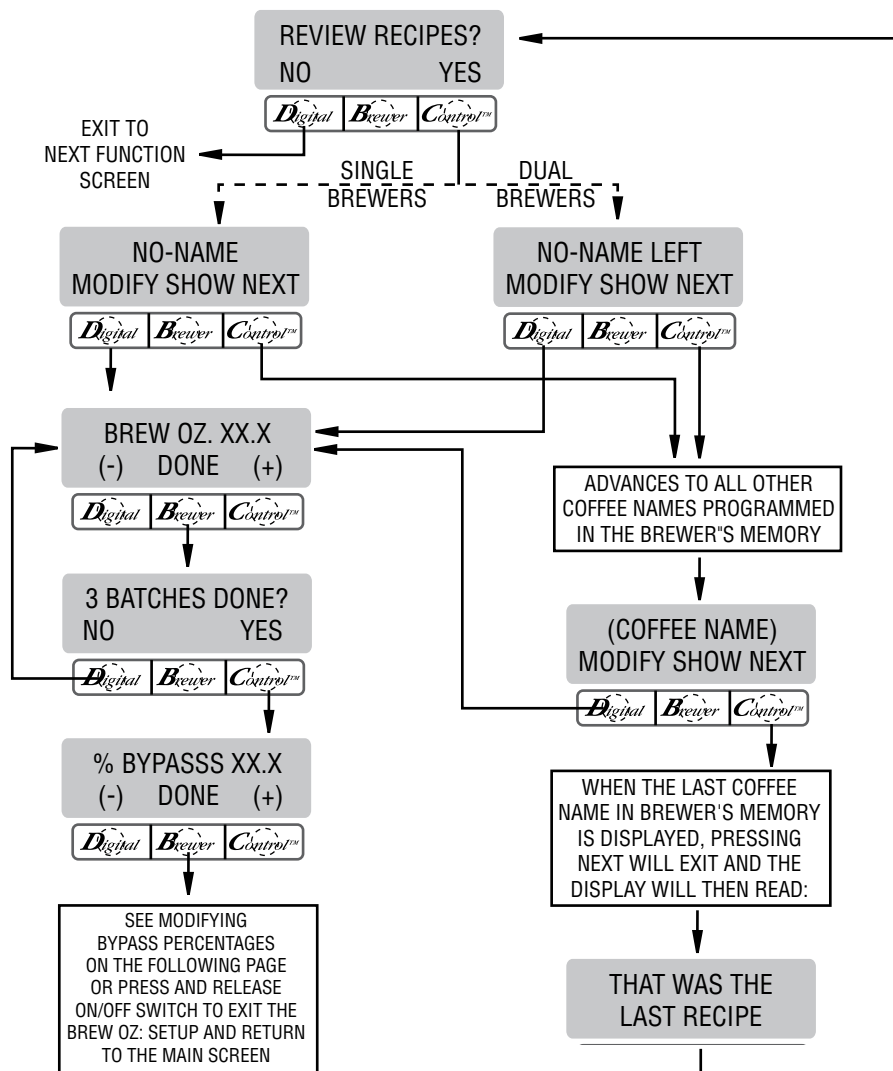 REVIEW RECIPES?
NO YES
Digital Brewer Control™
EXIT TO
NEXT FUNCTION
SCREEN
SINGLE
BREWERS
DUAL
BREWERS
NO-NAME
MODIFY SHOW NEXT
Digital Brewer Control™
NO-NAME LEFT
MODIFY SHOW NEXT
Digital Brewer Control™
BREW OZ. XX.X
(-) DONE (+)
Digital Brewer Control™
ADVANCES TO ALL OTHER
COFFEE NAMES PROGRAMMED
IN THE BREWER"S MEMORY
3 BATCHES DONE?
NO YES
Digital Brewer Control™
(COFFEE NAME)
MODIFY SHOW NEXT
Digital Brewer Control™
% BYPASSS XX.X
(-) DONE (+)
Digital Brewer Control™
WHEN THE LAST COFFEE
NAME IN BREWER'S MEMORY
IS DISPLAYED, PRESSING
NEXT WILL EXIT AND THE
DISPLAY WILL THEN READ:
SEE MODIFYING
BYPASS PERCENTAGES
ON THE FOLLOWING PAGE
OR PRESS AND RELEASE
ON/OFF SWITCH TO EXIT THE
BREW OZ: SETUP AND RETURN
TO THE MAIN SCREEN
THAT WAS THE
LAST RECIPE